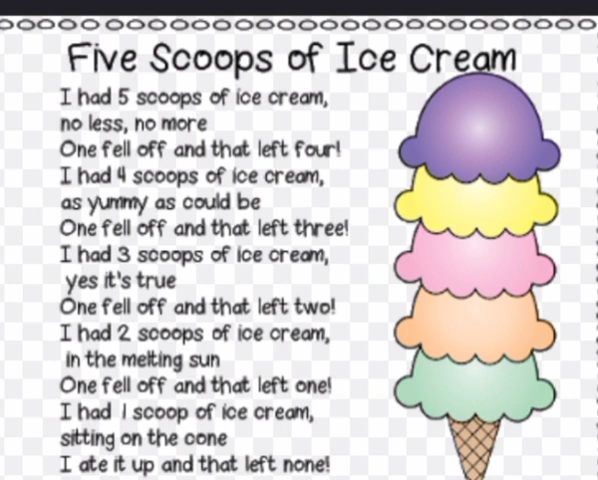 Five Scoops of Ice Cream
I had 5 scoops of ice cream,
no less, no more
One fell off and that left four!
I had 4 scoops of ice cream,
as yummy as could be
One fell off and that left three!
I had 3 scoops of ice cream,
yes it's true
One fell off and that left two!
I had 2 scoops of ice cream,
in the melting sun
One fell off and that left one!
I had 1 scoop of ice cream,
sitting on the cone
I ate it up and that left none!